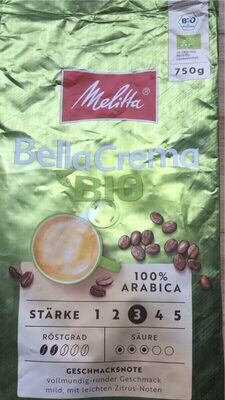 BIO
750g
Melitta
BellaCrema®
BIO
100%
ARABICA
STÄRKE 1 2 3 4 5
RÖSTGRAD
SÄURE
GESCHMACKSNOTE
vollmundig-runder Geschmack
mild, mit leichten Zitrus-Noten